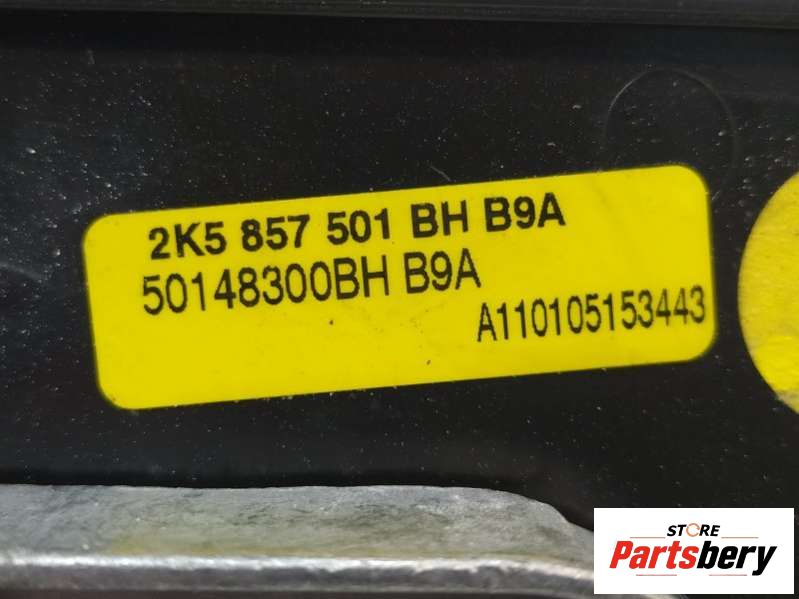 2K5 857 501 BH B9A
50148300BH B9A
A110105153443
STORE
Partsbery